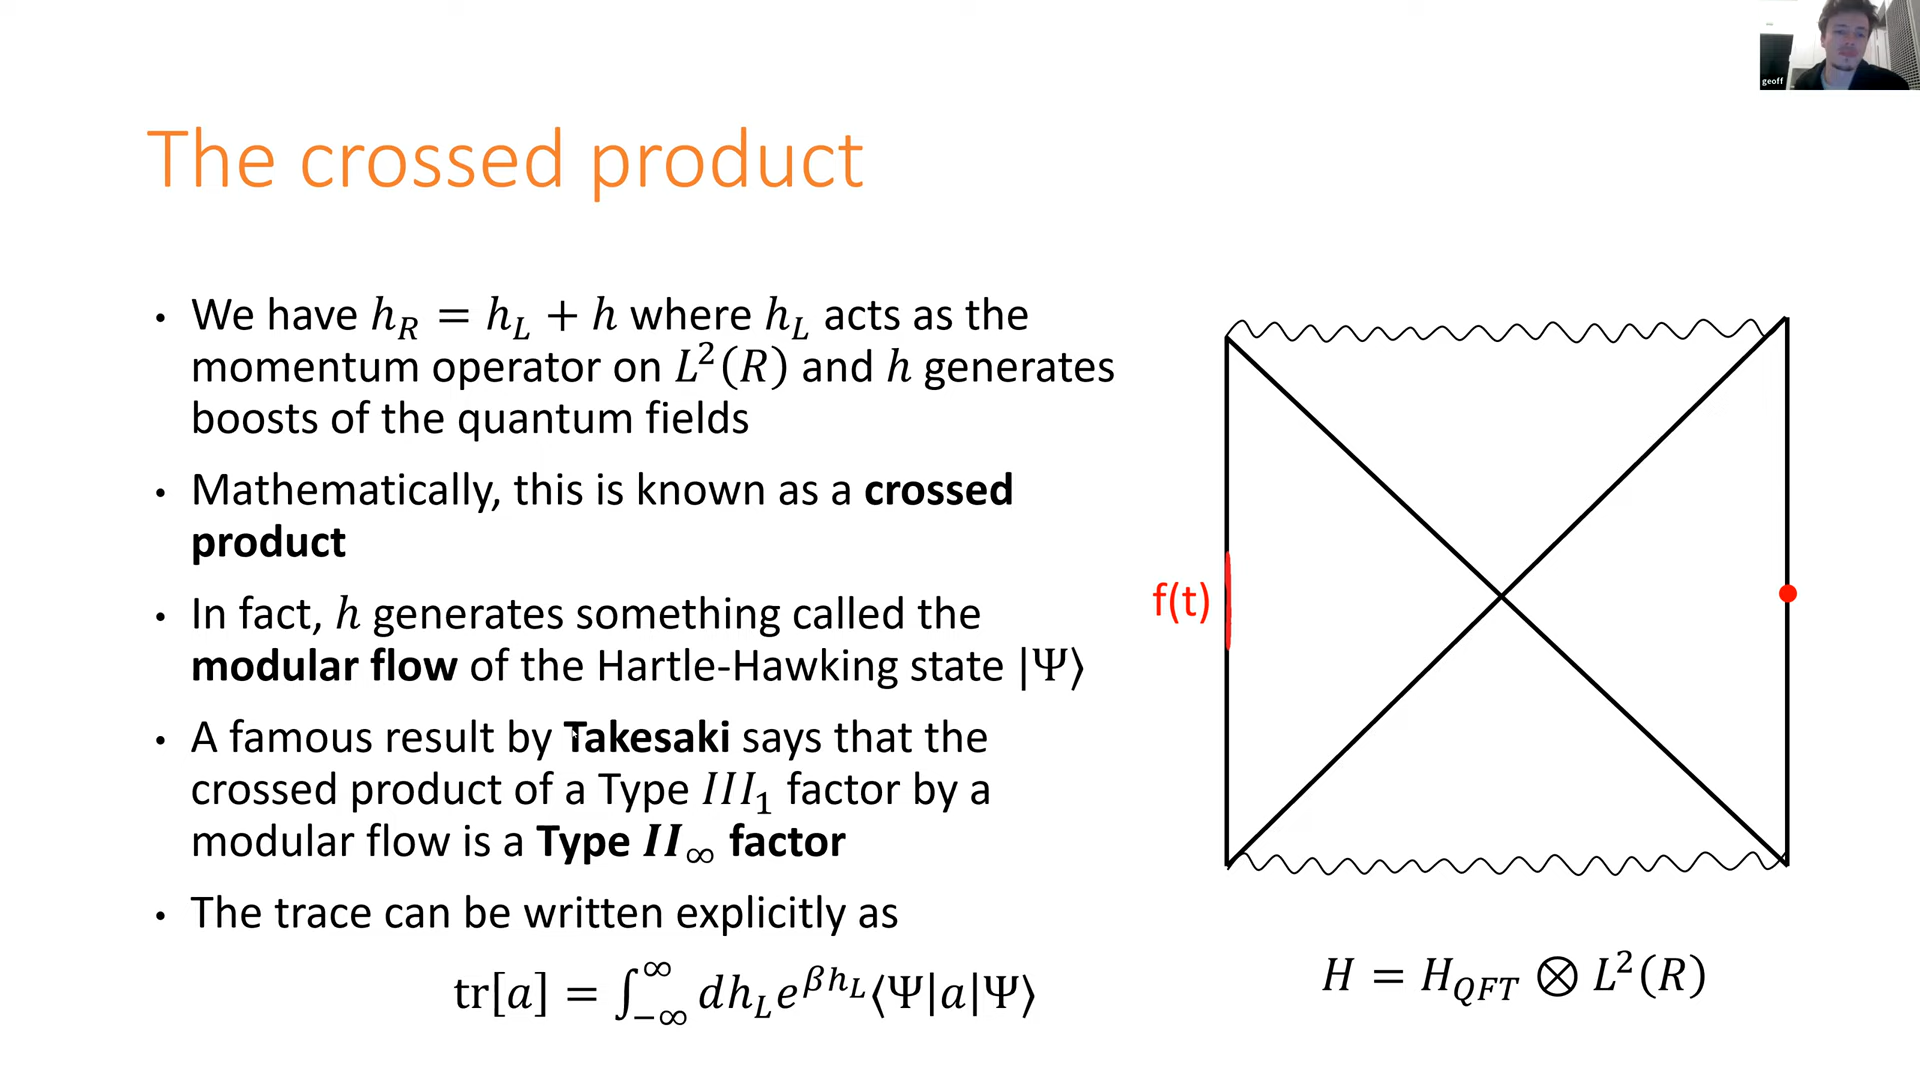 geoff
The crossed product
• We have h_R = h_L + h where h_L acts as the
momentum operator on L²(R) and h generates
boosts of the quantum fields
• Mathematically, this is known as a crossed
product
• In fact, h generates something called the
modular flow of the Hartle-Hawking state |Ψ⟩
• A famous result by Takesaki says that the
crossed product of a Type III₁ factor by a
modular flow is a Type II_∞ factor
• The trace can be written explicitly as
tr[a] = ∫_{−∞}^{∞} dh_L e^{βh_L}⟨Ψ|a|Ψ⟩
f(t)
H = H_{QFT} ⊗ L²(R)